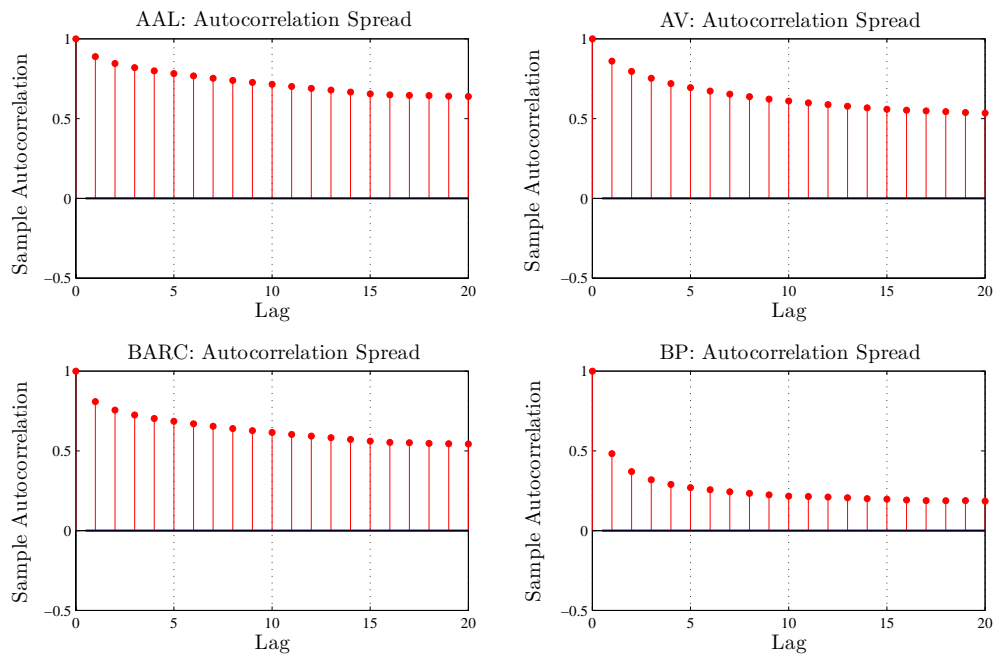 AAL: Autocorrelation Spread
1
0.5
0
−0.5
0 5 10 15 20
Sample Autocorrelation
Lag
AV: Autocorrelation Spread
1
0.5
0
−0.5
0 5 10 15 20
Sample Autocorrelation
Lag
BARC: Autocorrelation Spread
1
0.5
0
−0.5
0 5 10 15 20
Sample Autocorrelation
Lag
BP: Autocorrelation Spread
1
0.5
0
−0.5
0 5 10 15 20
Sample Autocorrelation
Lag